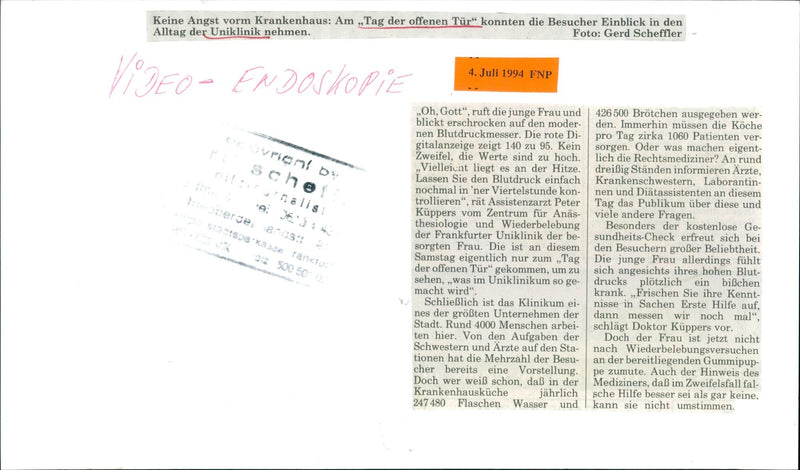 Keine Angst vorm Krankenhaus: Am „Tag der offenen Tür“ konnten die Besucher Einblick in den
Alltag der Uniklinik nehmen. Foto: Gerd Scheffler
VIDEO - ENDOSKOPIE
4. Juli 1994 FNP
„Oh, Gott“, ruft die junge Frau und
blickt erschrocken auf den moder-
nen Blutdruckmesser. Die rote Di-
gitalanzeige zeigt 140 zu 95. Kein
Zweifel, die Werte sind zu hoch.
„Vielleicht liegt es an der Hitze.
Lassen Sie den Blutdruck einfach
nochmal in 'ner Viertelstunde kon-
trollieren“, rät Assistenzarzt Peter
Küppers vom Zentrum für Anäs-
thesiologie und Wiederbelebung
der Frankfurter Uniklinik der be-
sorgten Frau. Die ist an diesem
Samstag eigentlich nur zum „Tag
der offenen Tür“ gekommen, um zu
sehen, „was im Uniklinikum so ge-
macht wird“.
Schließlich ist das Klinikum ei-
nes der größten Unternehmen der
Stadt. Rund 4000 Menschen arbei-
ten hier. Von den Aufgaben der
Schwestern und Ärzte auf den Sta-
tionen hat die Mehrzahl der Besu-
cher bereits eine Vorstellung.
Doch wer weiß schon, daß in der
Krankenhausküche jährlich
247 480 Flaschen Wasser und
426 500 Brötchen ausgegeben wer-
den. Immerhin müssen die Köche
pro Tag zirka 1060 Patienten ver-
sorgen. Oder was machen eigent-
lich die Rechtsmediziner? An rund
dreißig Ständen informieren Ärzte,
Krankenschwestern, Laborantin-
nen und Diätassistenten an diesem
Tag das Publikum über diese und
viele andere Fragen.
Besonders der kostenlose Ge-
sundheits-Check erfreut sich bei
den Besuchern großer Beliebtheit.
Die junge Frau allerdings fühlt
sich angesichts ihres hohen Blut-
drucks plötzlich ein bißchen
krank. „Frischen Sie ihre Kennt-
nisse in Sachen Erste Hilfe auf,
dann messen wir noch mal“,
schlägt Doktor Küppers vor.
Doch der Frau ist jetzt nicht
nach Wiederbelebungsversuchen
an der bereitliegenden Gummipup-
pe zumute. Auch der Hinweis des
Mediziners, daß im Zweifelsfall fal-
sche Hilfe besser sei als gar keine,
kann sie nicht umstimmen.